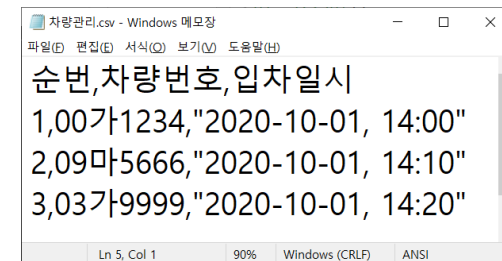 차량관리.csv - Windows 메모장
파일(F) 편집(E) 서식(O) 보기(V) 도움말(H)
순번,차량번호,입차일시
1,00가1234,"2020-10-01, 14:00"
2,09마5666,"2020-10-01, 14:10"
3,03가9999,"2020-10-01, 14:20"
Ln 5, Col 1 90% Windows (CRLF) ANSI